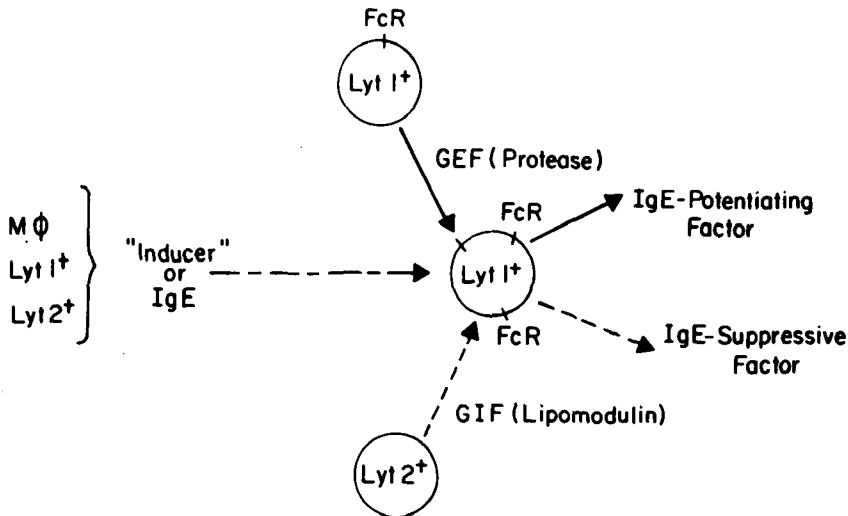 FcR
Lyt 1⁺
GEF (Protease)
FcR
IgE-Potentiating
Factor
Mϕ
Lyt 1⁺
Lyt 2⁺
"Inducer"
or
IgE
Lyt 1⁺
FcR
IgE-Suppressive
Factor
GIF (Lipomodulin)
Lyt 2⁺